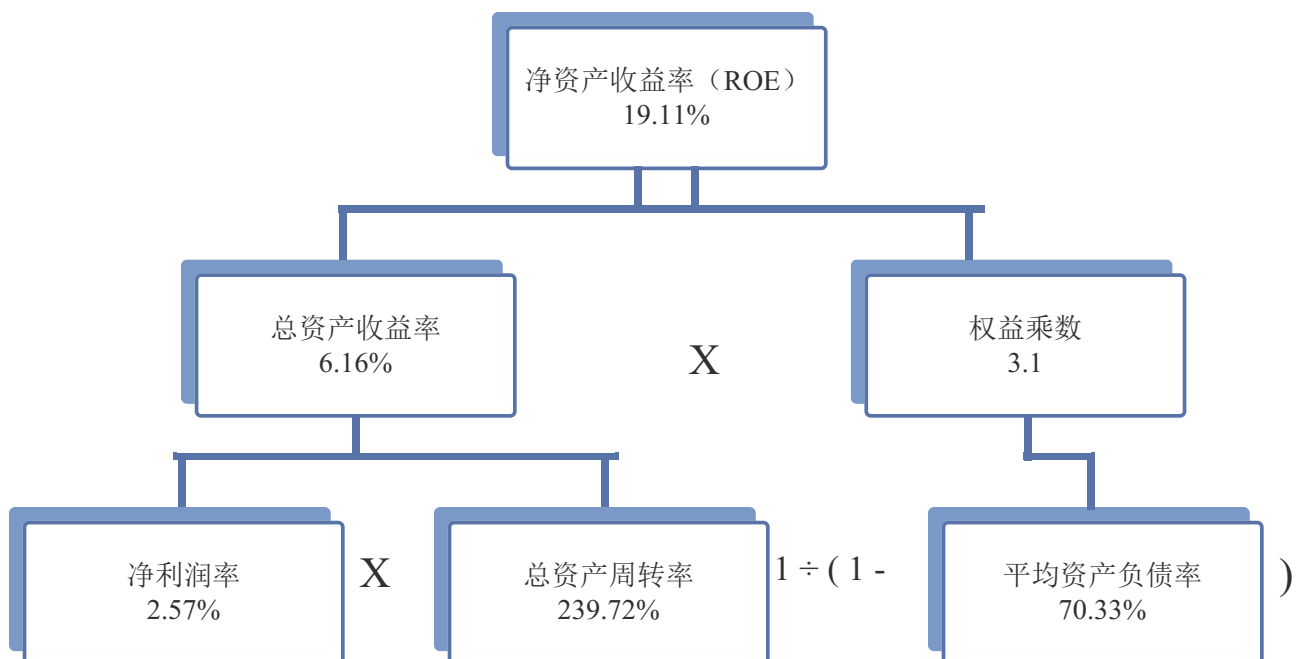 净资产收益率（ROE）
19.11%
总资产收益率
6.16%
X
权益乘数
3.1
净利润率
2.57%
X
总资产周转率
239.72%
1 ÷ ( 1 -
平均资产负债率
70.33%
)